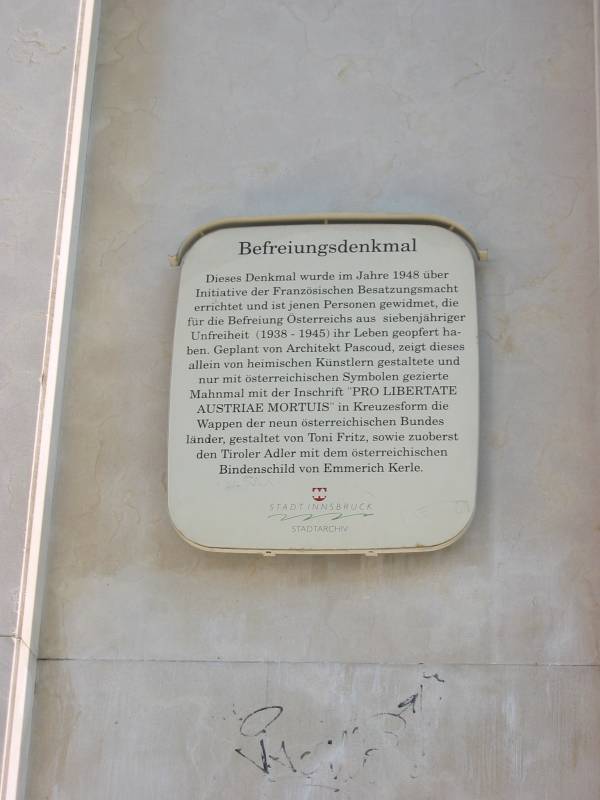 Befreiungsdenkmal
Dieses Denkmal wurde im Jahre 1948 über
Initiative der Französischen Besatzungsmacht
errichtet und ist jenen Personen gewidmet, die
für die Befreiung Österreichs aus siebenjähriger
Unfreiheit (1938 - 1945) ihr Leben geopfert ha-
ben. Geplant von Architekt Pascoud, zeigt dieses
allein von heimischen Künstlern gestaltete und
nur mit österreichischen Symbolen gezierte
Mahnmal mit der Inschrift "PRO LIBERTATE
AUSTRIAE MORTUIS" in Kreuzesform die
Wappen der neun österreichischen Bundes
länder, gestaltet von Toni Fritz, sowie zuoberst
den Tiroler Adler mit dem österreichischen
Bindenschild von Emmerich Kerle.
STADT INNSBRUCK
STADTARCHIV